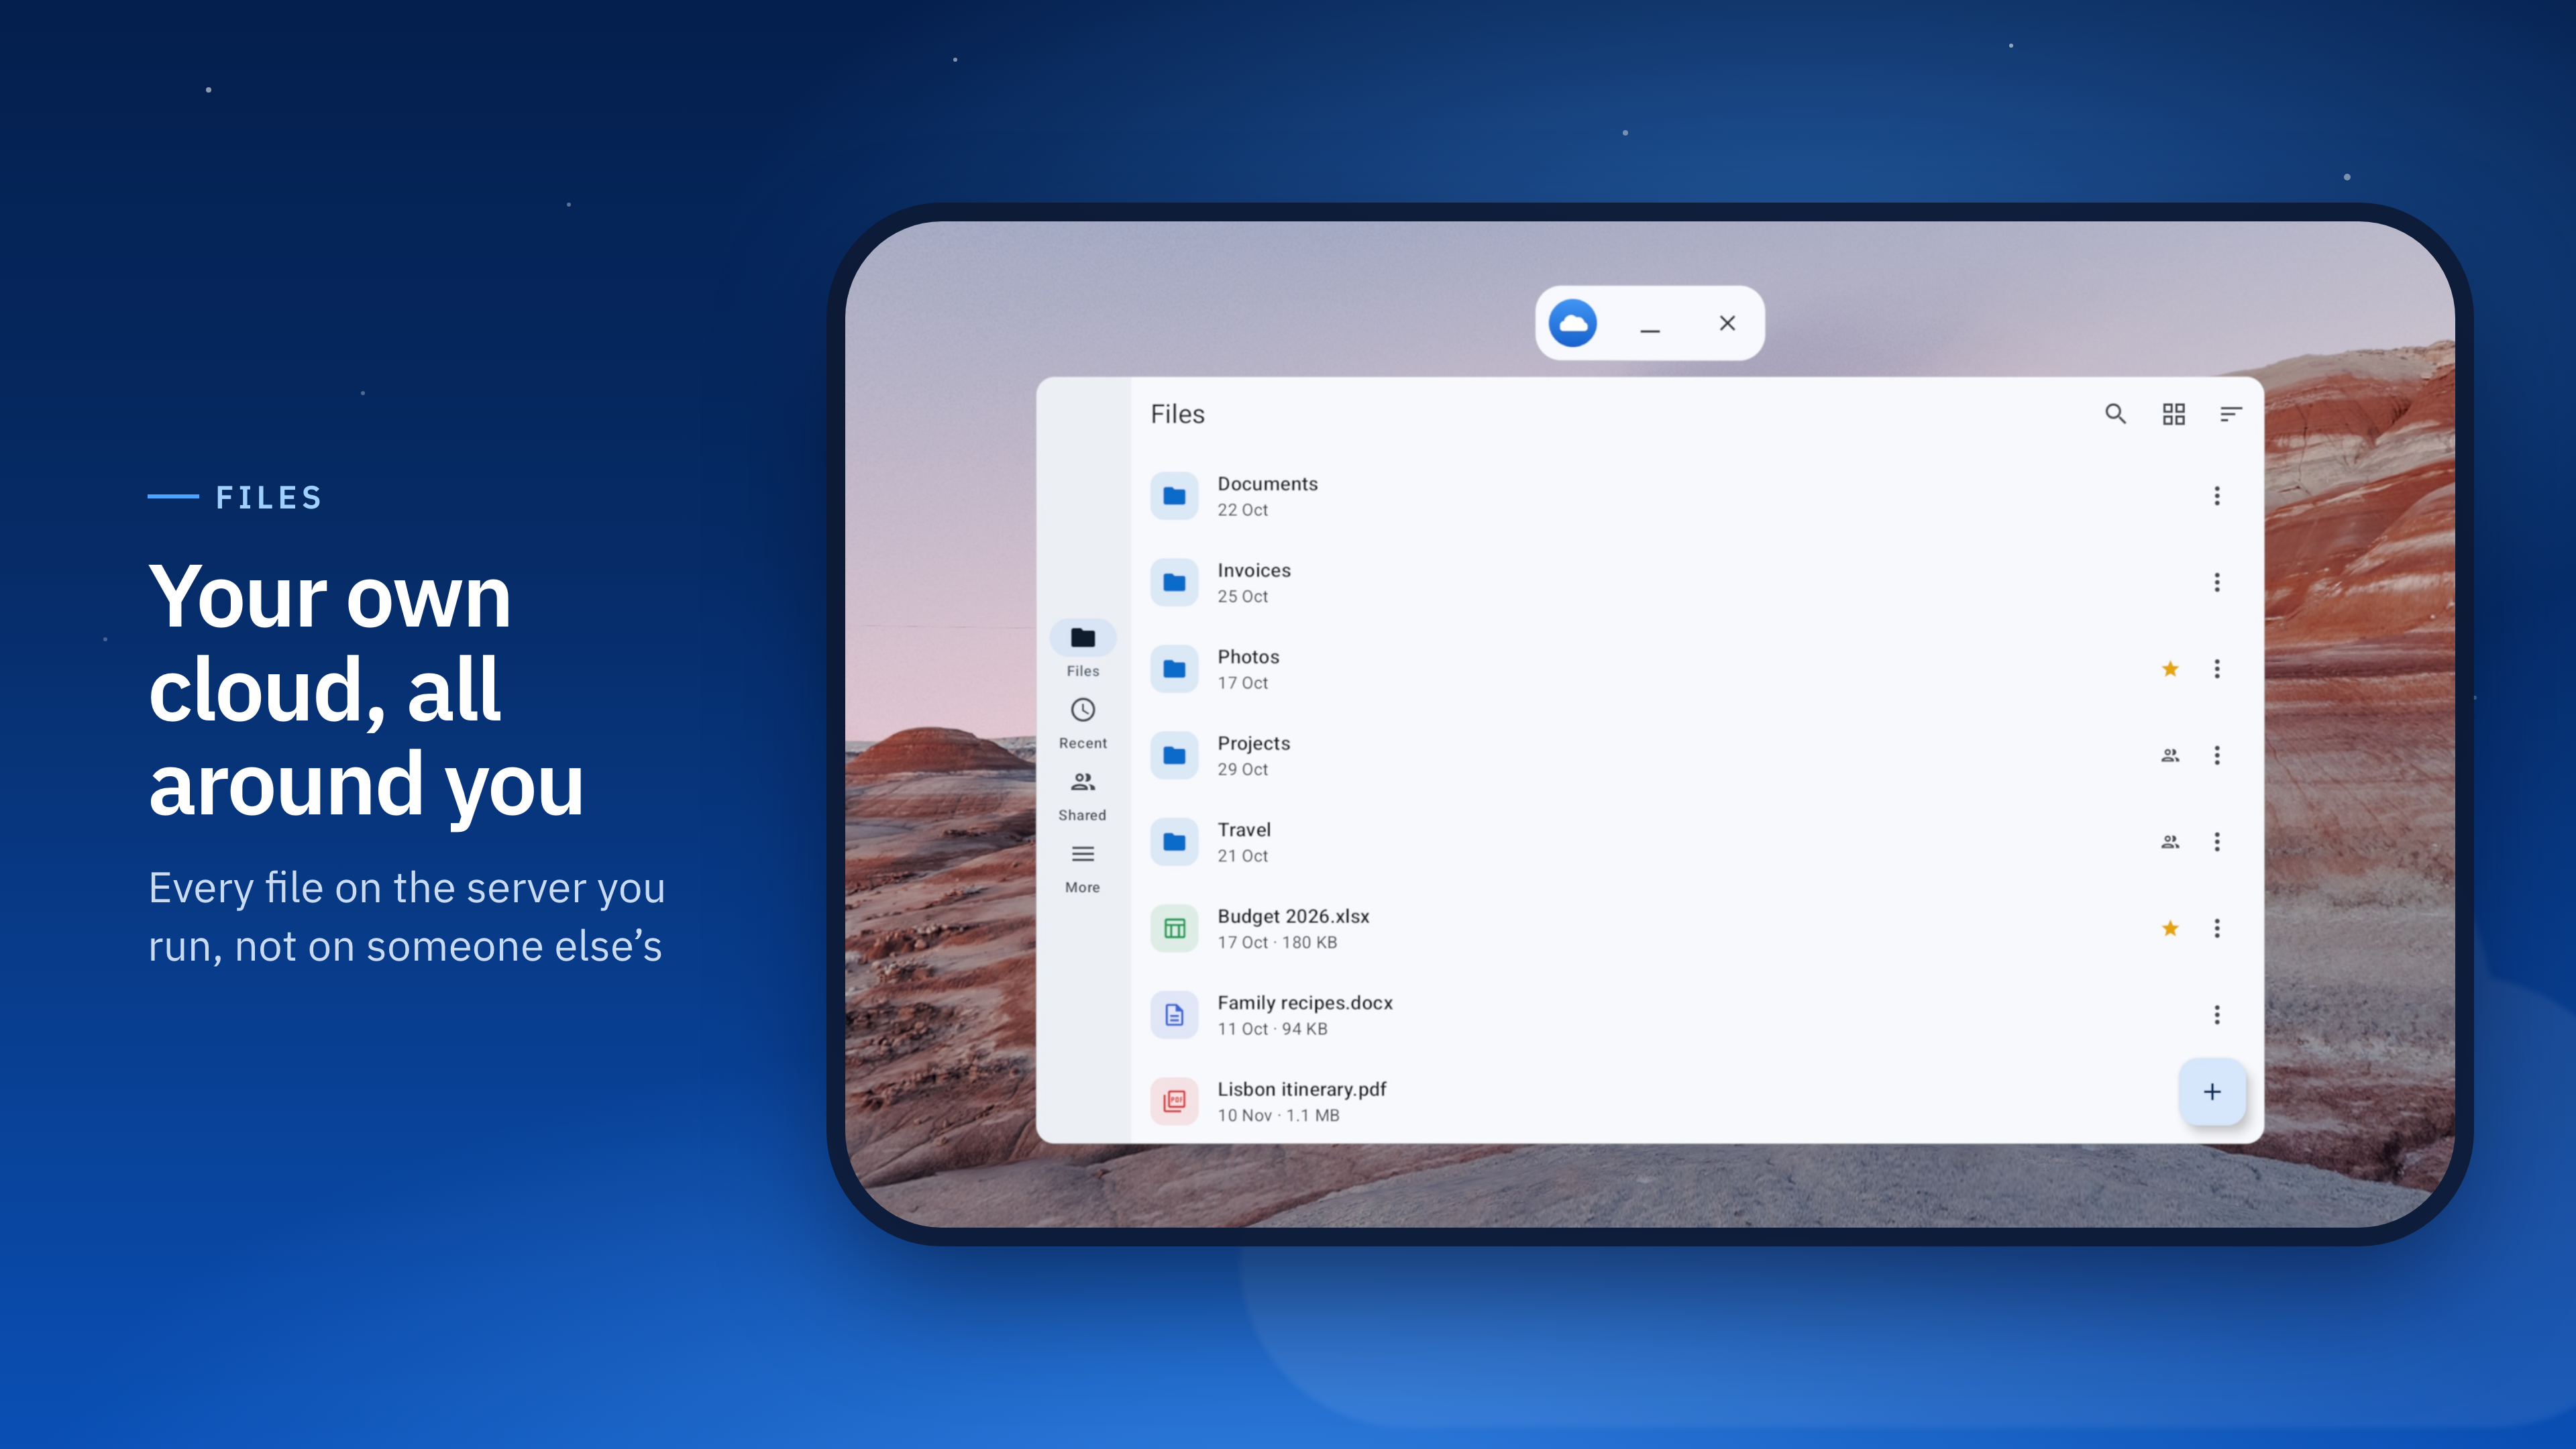 FILES
Your own
cloud, all
around you
Every file on the server you
run, not on someone else’s
Files
Documents
22 Oct
Invoices
25 Oct
Photos
17 Oct
Projects
29 Oct
Travel
21 Oct
Budget 2026.xlsx
17 Oct · 180 KB
Family recipes.docx
11 Oct · 94 KB
Lisbon itinerary.pdf
10 Nov · 1.1 MB
Files
Recent
Shared
More
PDF